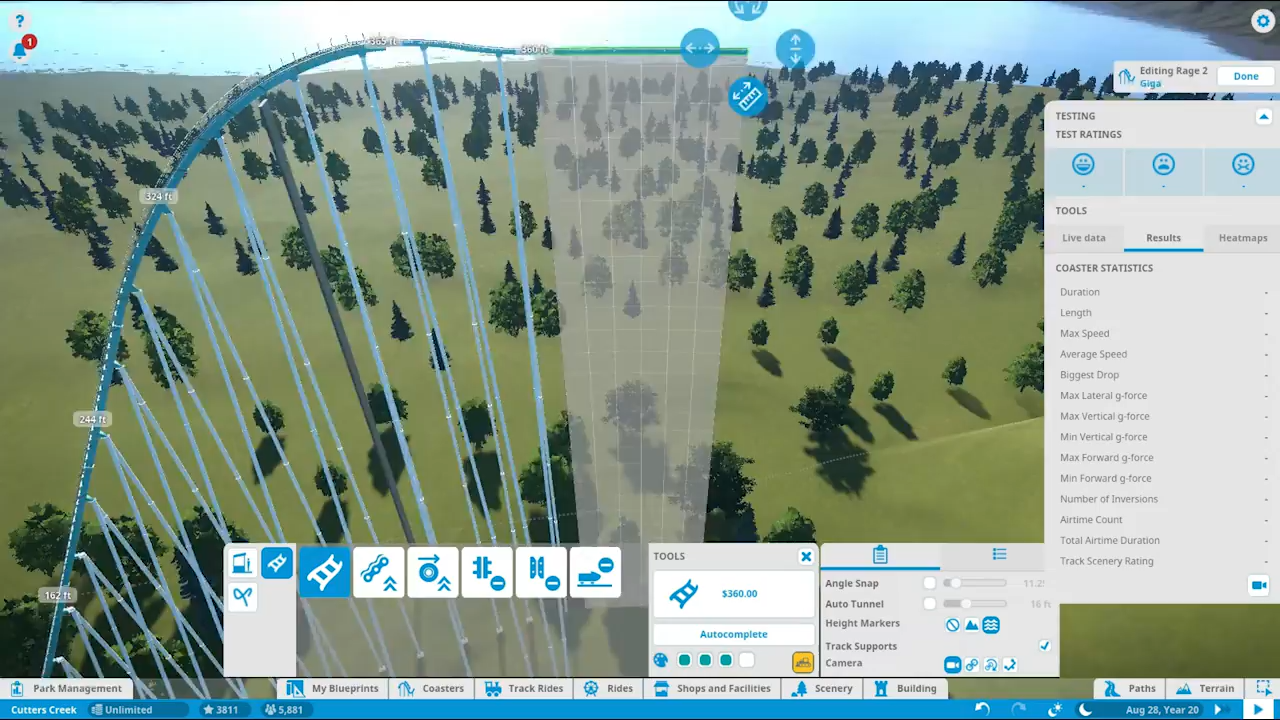 ?
1
365 ft
360 ft
324 ft
244 ft
162 ft
Editing Rage 2
Giga
Done
TESTING
TEST RATINGS
- - -
TOOLS
Live data Results Heatmaps
COASTER STATISTICS
Duration -
Length -
Max Speed -
Average Speed -
Biggest Drop -
Max Lateral g-force -
Max Vertical g-force -
Min Vertical g-force -
Max Forward g-force -
Min Forward g-force -
Number of Inversions -
Airtime Count -
Total Airtime Duration -
Track Scenery Rating -
TOOLS
$360.00
Autocomplete
Angle Snap 11.2°
Auto Tunnel 16 ft
Height Markers
Track Supports
Camera
Park Management My Blueprints Coasters Track Rides Rides Shops and Facilities Scenery Building Paths Terrain
Cutters Creek Unlimited 3811 5,881 Aug 28, Year 20